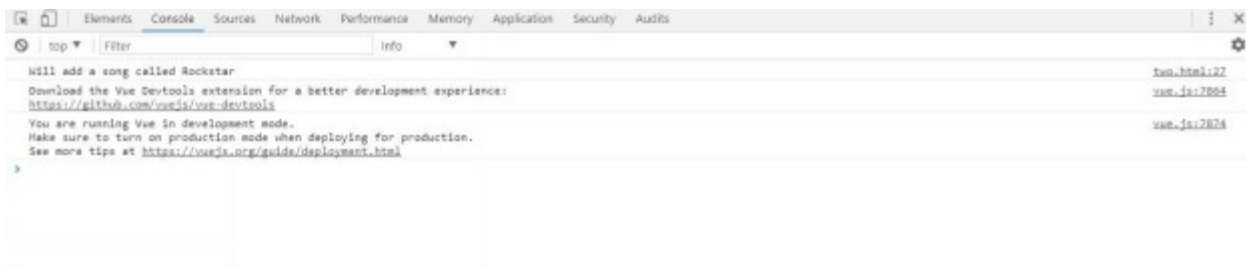 Elements Console Sources Network Performance Memory Application Security Audits
top Filter Info
Will add a song called Rockstar two.html:27
Download the Vue Devtools extension for a better development experience: vue.js:7864
https://github.com/vuejs/vue-devtools
You are running Vue in development mode. vue.js:7874
Make sure to turn on production mode when deploying for production.
See more tips at https://vuejs.org/guide/deployment.html